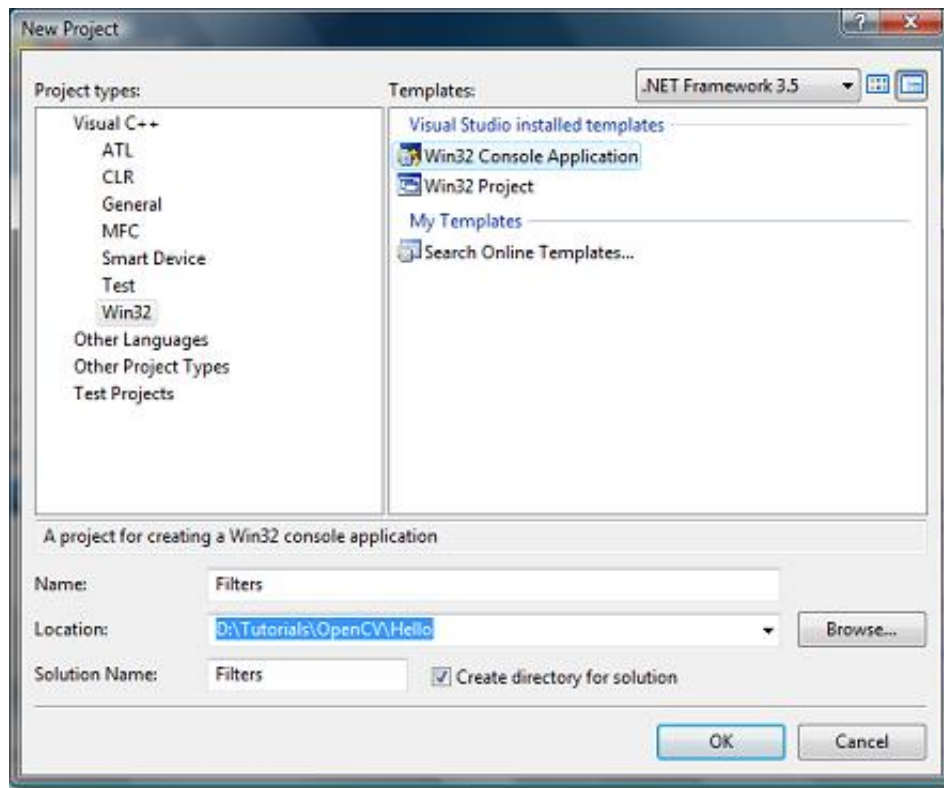 New Project
Project types:
Templates:
.NET Framework 3.5
Visual C++
ATL
CLR
General
MFC
Smart Device
Test
Win32
Other Languages
Other Project Types
Test Projects
Visual Studio installed templates
Win32 Console Application
Win32 Project
My Templates
Search Online Templates...
A project for creating a Win32 console application
Name:
Filters
Location:
D:\Tutorials\OpenCV\Hello
Browse...
Solution Name:
Filters
Create directory for solution
OK
Cancel